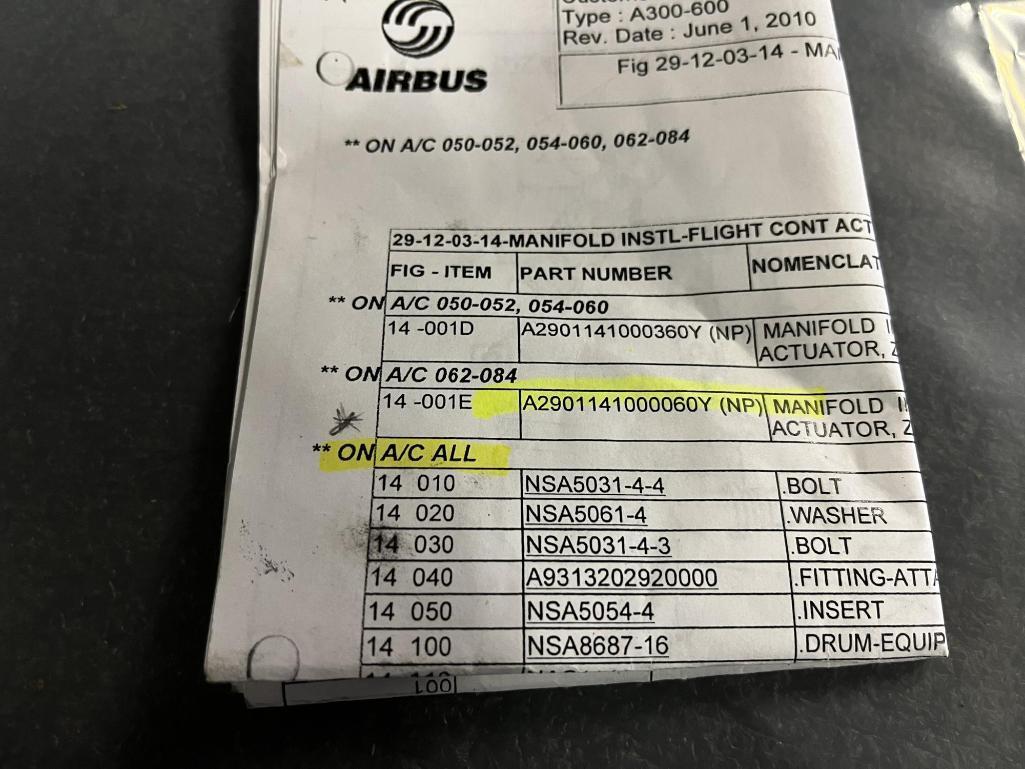 Type : A300-600
Rev. Date : June 1, 2010
Fig 29-12-03-14 - MA
AIRBUS
** ON A/C 050-052, 054-060, 062-084
29-12-03-14-MANIFOLD INSTL-FLIGHT CONT ACT
FIG - ITEM PART NUMBER NOMENCLAT
** ON A/C 050-052, 054-060
14 -001D A2901141000360Y (NP) MANIFOLD I
ACTUATOR, Z
** ON A/C 062-084
14 -001E A2901141000060Y (NP) MANIFOLD I
ACTUATOR, Z
** ON A/C ALL
14 010 NSA5031-4-4 .BOLT
14 020 NSA5061-4 .WASHER
14 030 NSA5031-4-3 .BOLT
14 040 A9313202920000 .FITTING-ATTA
14 050 NSA5054-4 .INSERT
14 100 NSA8687-16 .DRUM-EQUIP